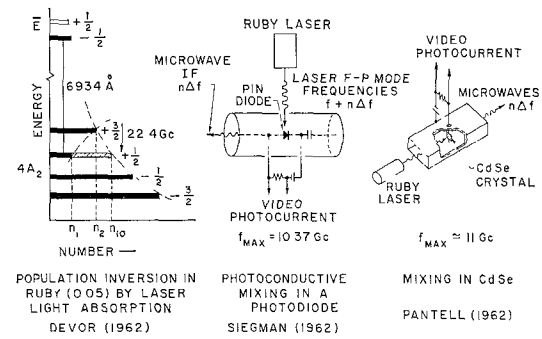 Ē
+ 1/2
- 1/2
6934 Å
ENERGY
+ 3/2
22 4Gc
+ 1/2
4A2
- 1/2
- 3/2
n1 n2 n10
NUMBER
POPULATION INVERSION IN
RUBY (0 05) BY LASER
LIGHT ABSORPTION
DEVOR (1962)
RUBY LASER
MICROWAVE
IF
nΔf
LASER F-P MODE
FREQUENCIES
f + nΔf
PIN
DIODE
VIDEO
PHOTOCURRENT
fMAX = 10 37 Gc
PHOTOCONDUCTIVE
MIXING IN A
PHOTODIODE
SIEGMAN (1962)
VIDEO
PHOTOCURRENT
MICROWAVES
nΔf
CdSe
CRYSTAL
RUBY
LASER
fMAX ≃ 11 Gc
MIXING IN CdSe
PANTELL (1962)